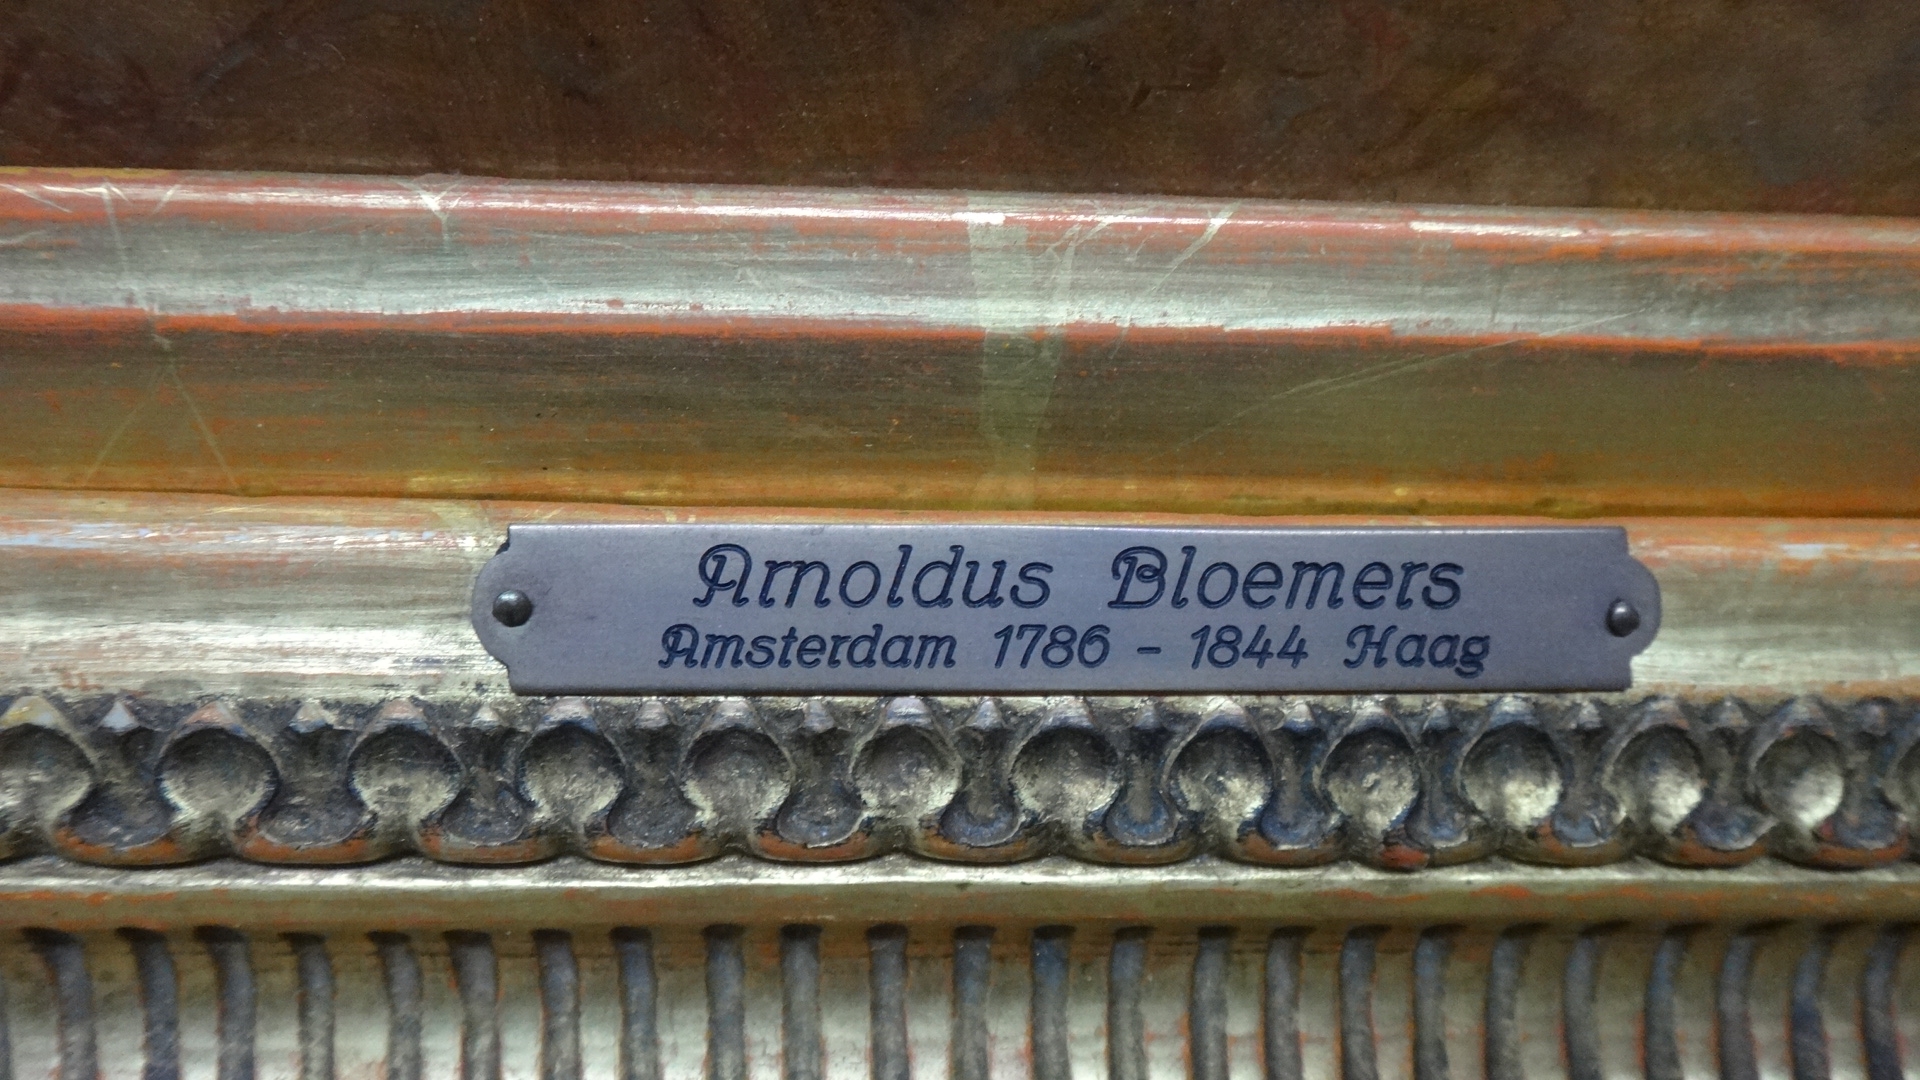 Arnoldus Bloemers
Amsterdam 1786 - 1844 Haag